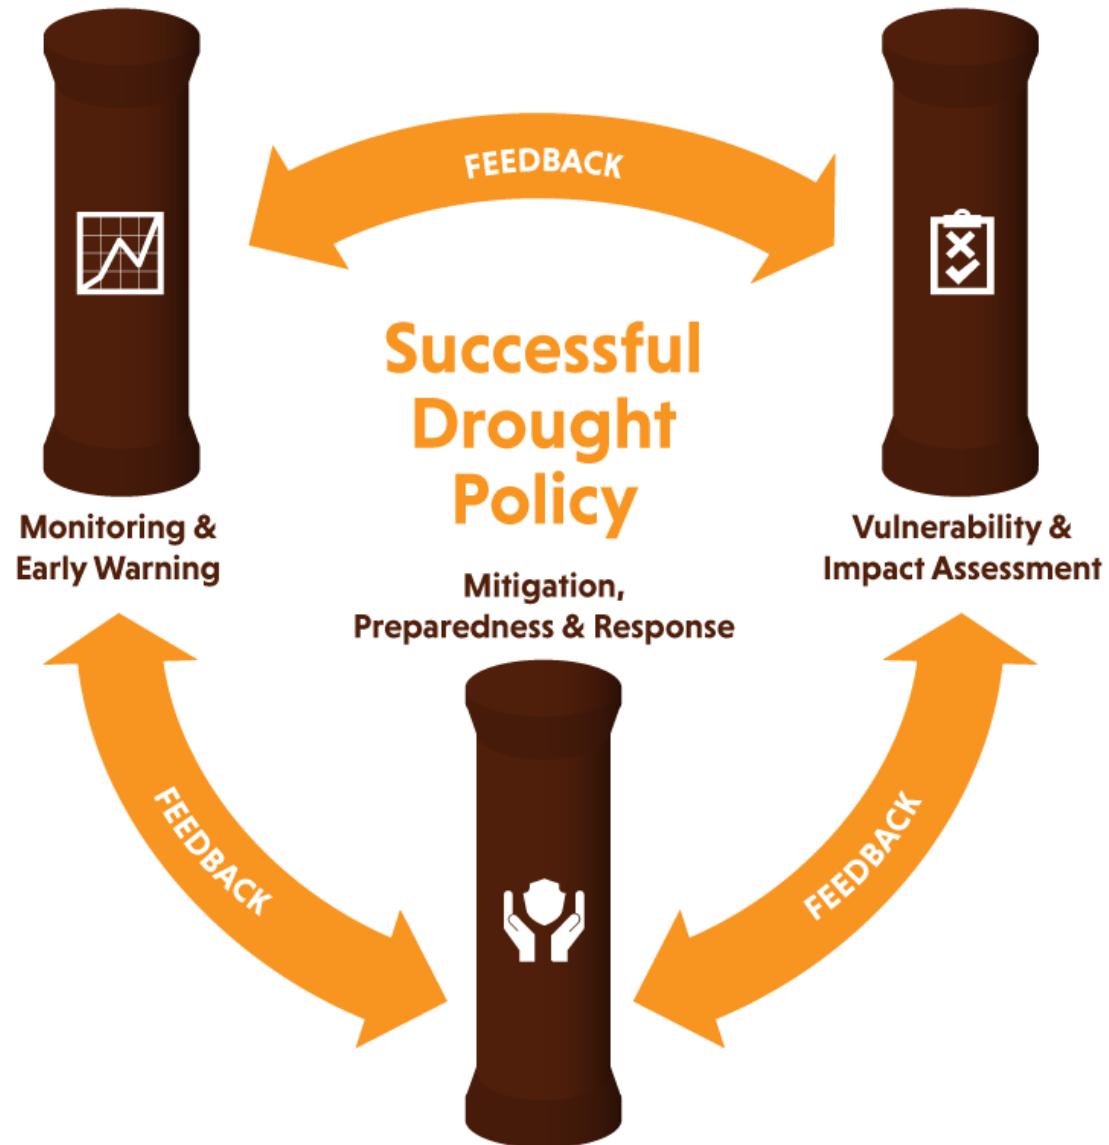 FEEDBACK
Successful
Drought
Policy
Monitoring &
Early Warning
Vulnerability &
Impact Assessment
Mitigation,
Preparedness & Response
FEEDBACK
FEEDBACK